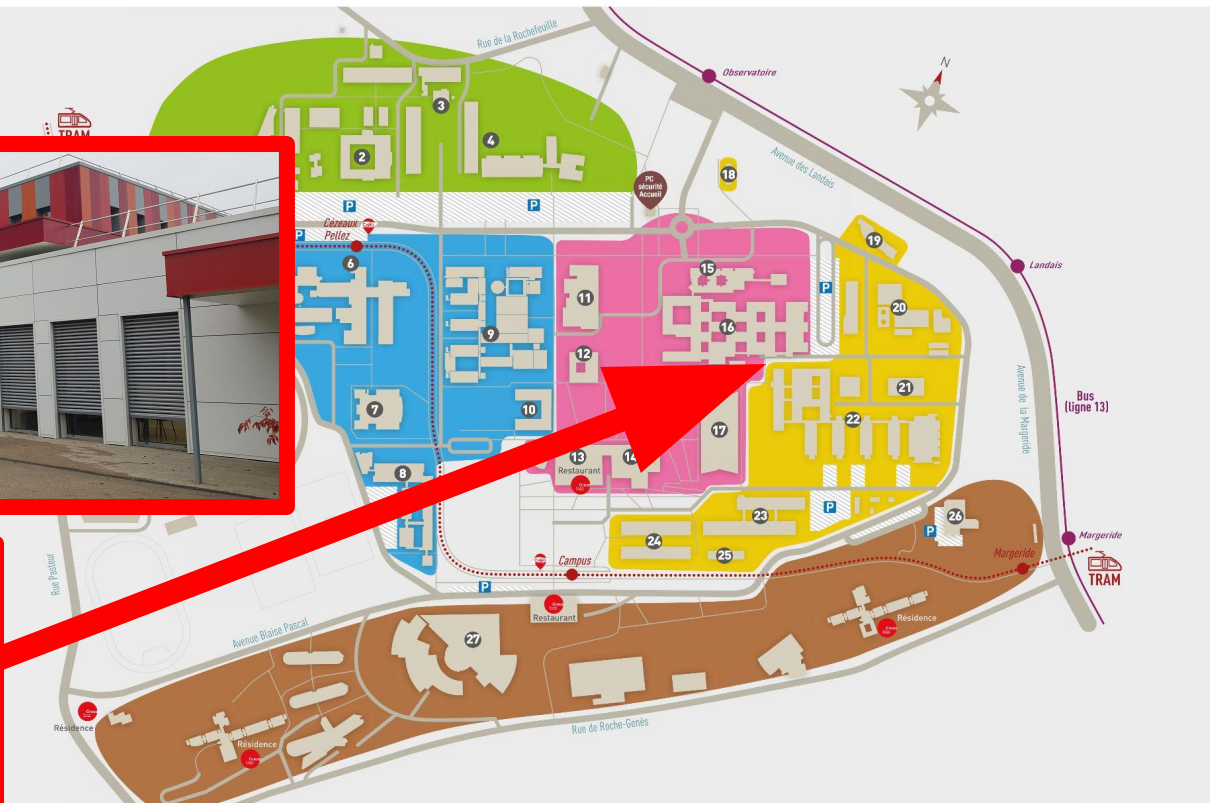 Rue de la Rochefeuille
Observatoire
N
TRAM
3
4
2
Avenue des Landais
PC
sécurité
Accueil
18
P
P
P
Cézeaux
Pellez
6
19
Landais
15
11
P
20
9
16
12
21
Avenue de la Margeride
Bus
(ligne 13)
7
10
22
17
13
14
Restaurant
8
P
23
26
24
25
P
Rue Pasteur
Margeride
Campus
Margeride
TRAM
P
Restaurant
Résidence
Avenue Blaise Pascal
27
Résidence
Rue de Roche-Genès
Résidence